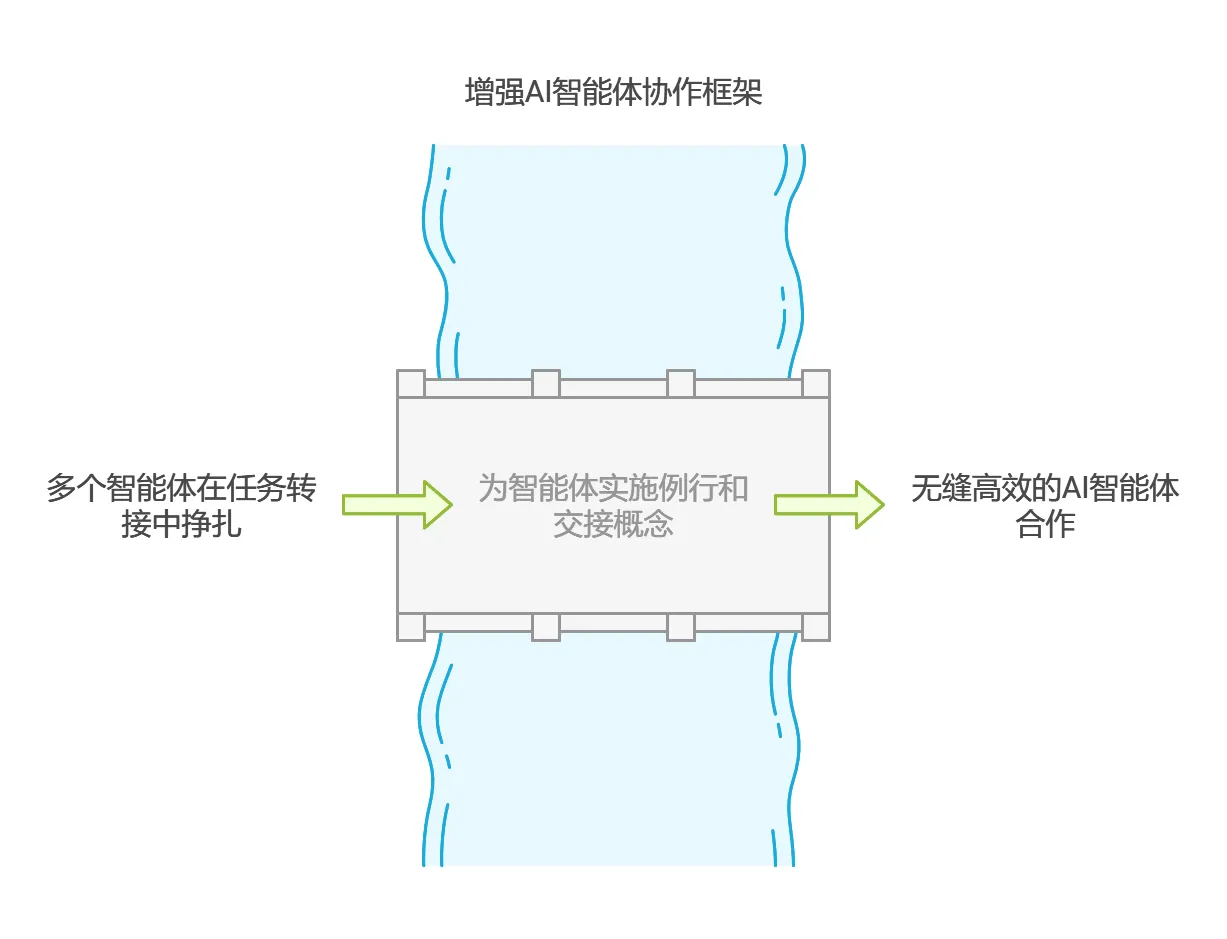 增强AI智能体协作框架
多个智能体在任务转
接中挣扎
为智能体实施例行和
交接概念
无缝高效的AI智能体
合作